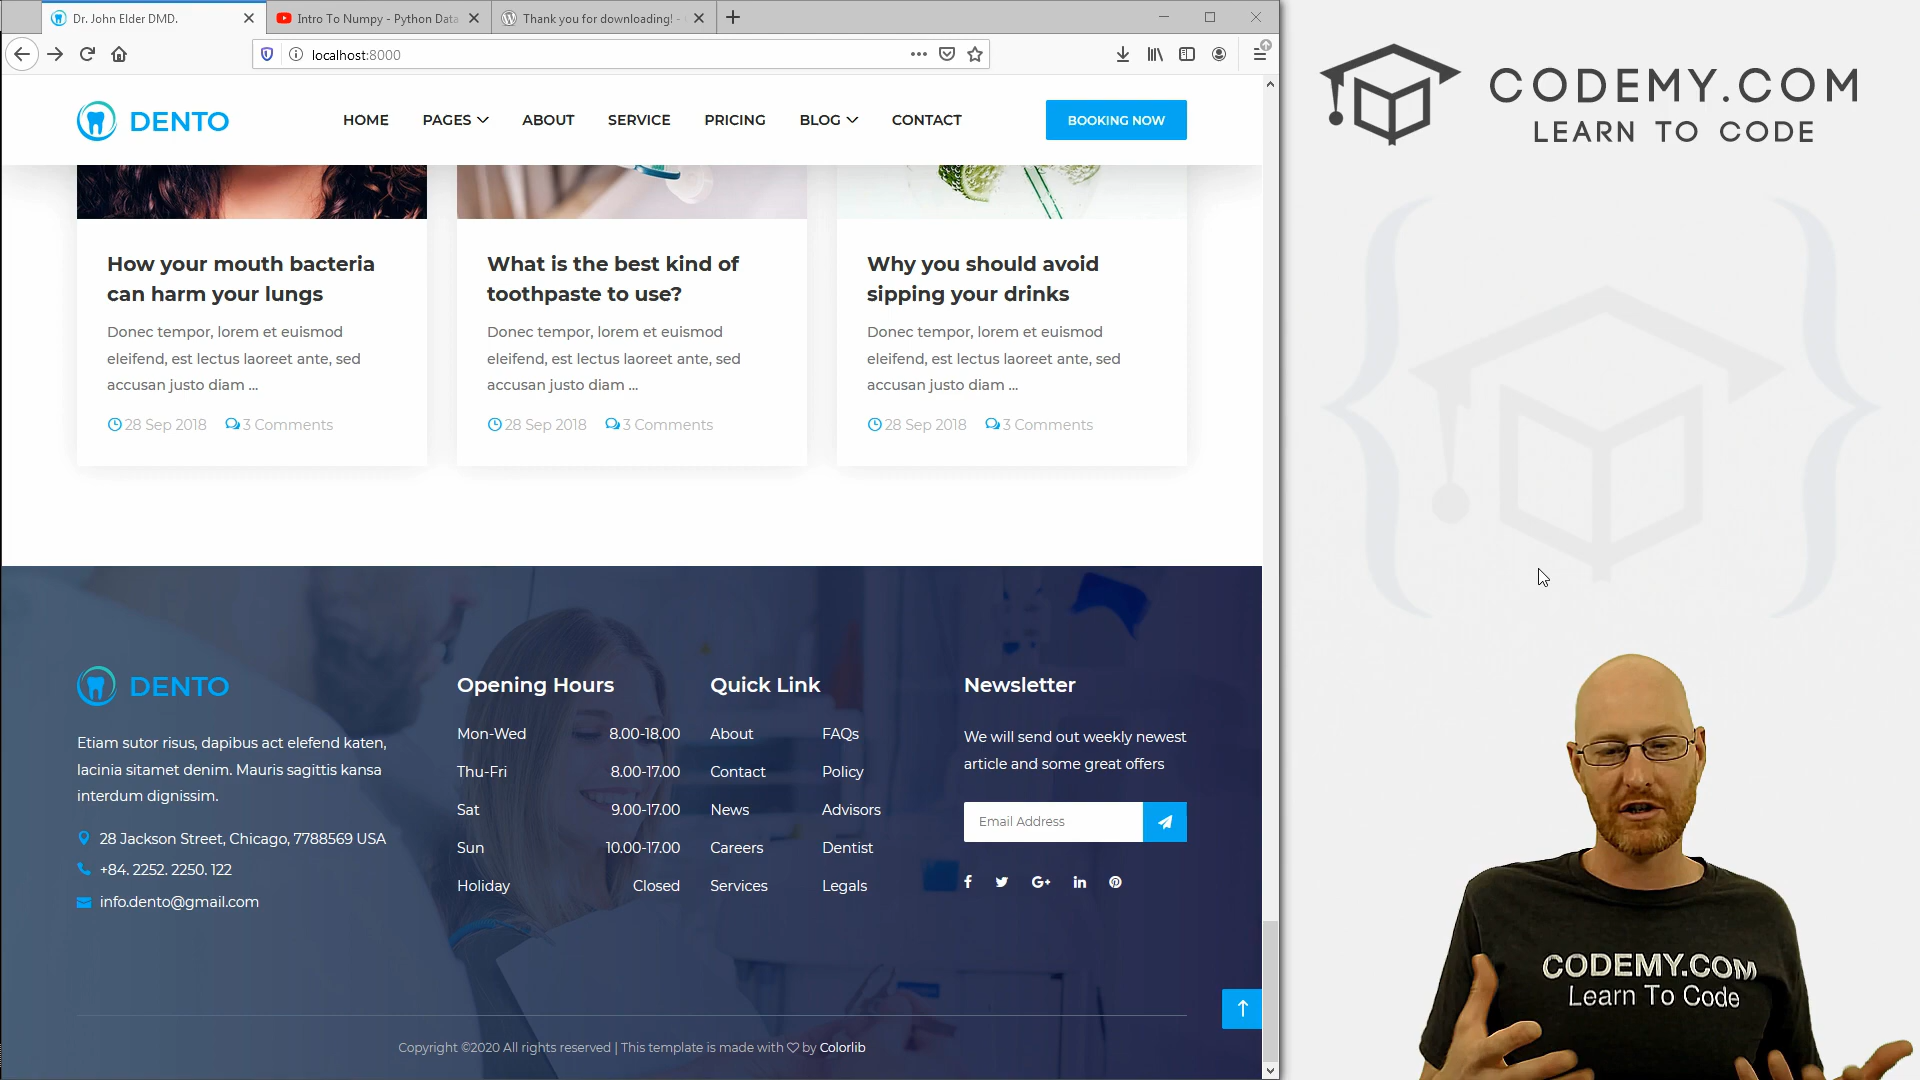 Dr. John Elder DMD.
Intro To Numpy - Python Data
Thank you for downloading! -
localhost:8000
DENTO
HOME
PAGES
ABOUT
SERVICE
PRICING
BLOG
CONTACT
BOOKING NOW
How your mouth bacteria
can harm your lungs
Donec tempor, lorem et euismod
eleifend, est lectus laoreet ante, sed
accusan justo diam ...
28 Sep 2018
3 Comments
What is the best kind of
toothpaste to use?
Donec tempor, lorem et euismod
eleifend, est lectus laoreet ante, sed
accusan justo diam ...
28 Sep 2018
3 Comments
Why you should avoid
sipping your drinks
Donec tempor, lorem et euismod
eleifend, est lectus laoreet ante, sed
accusan justo diam ...
28 Sep 2018
3 Comments
DENTO
Etiam sutor risus, dapibus act elefend katen,
lacinia sitamet denim. Mauris sagittis kansa
interdum dignissim.
28 Jackson Street, Chicago, 7788569 USA
+84. 2252. 2250. 122
info.dento@gmail.com
Opening Hours
Mon-Wed 8.00-18.00
Thu-Fri 8.00-17.00
Sat 9.00-17.00
Sun 10.00-17.00
Holiday Closed
Quick Link
About FAQs
Contact Policy
News Advisors
Careers Dentist
Services Legals
Newsletter
We will send out weekly newest
article and some great offers
Email Address
Copyright ©2020 All rights reserved | This template is made with ♡ by Colorlib
CODEMY.COM
LEARN TO CODE
CODEMY.COM
Learn To Code